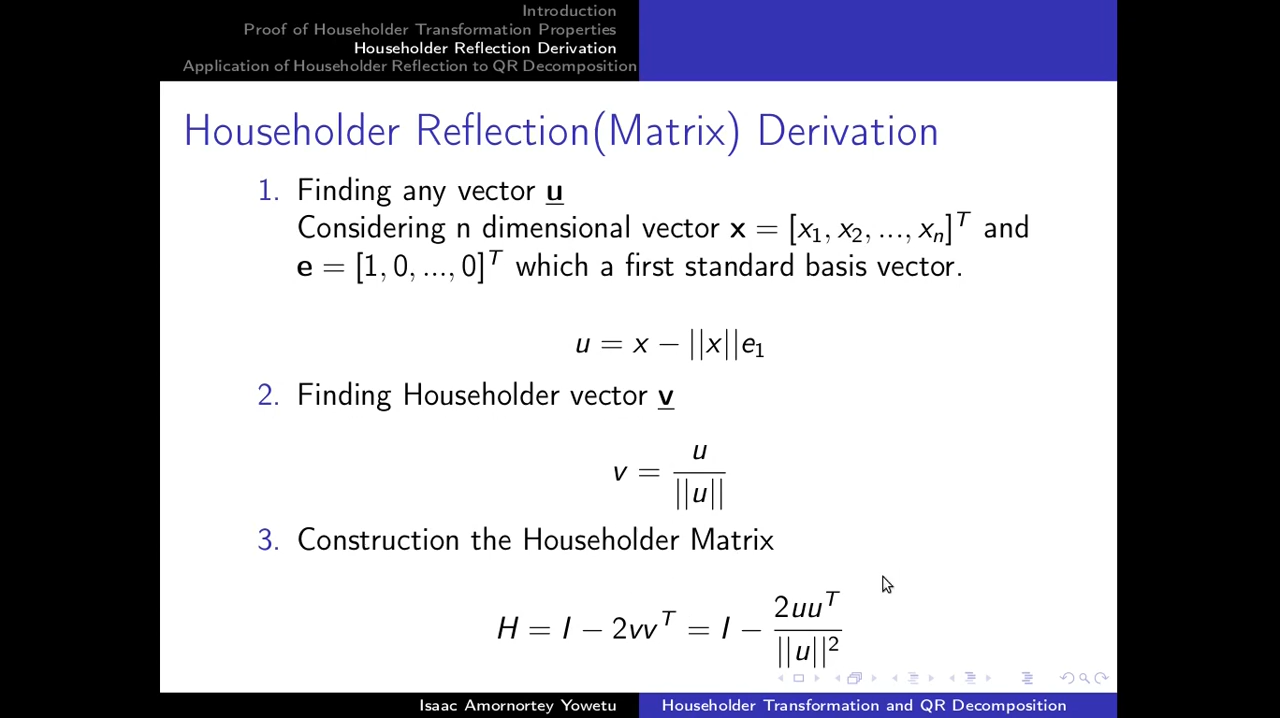 Introduction
Proof of Householder Transformation Properties
Householder Reflection Derivation
Application of Householder Reflection to QR Decomposition
Householder Reflection(Matrix) Derivation
1. Finding any vector u
Considering n dimensional vector x = [x₁, x₂, ..., xₙ]ᵀ and
e = [1, 0, ..., 0]ᵀ which a first standard basis vector.
u = x − ||x||e₁
2. Finding Householder vector v
v = u / ||u||
3. Construction the Householder Matrix
H = I − 2vvᵀ = I − 2uuᵀ / ||u||²
Isaac Amornortey Yowetu
Householder Transformation and QR Decomposition